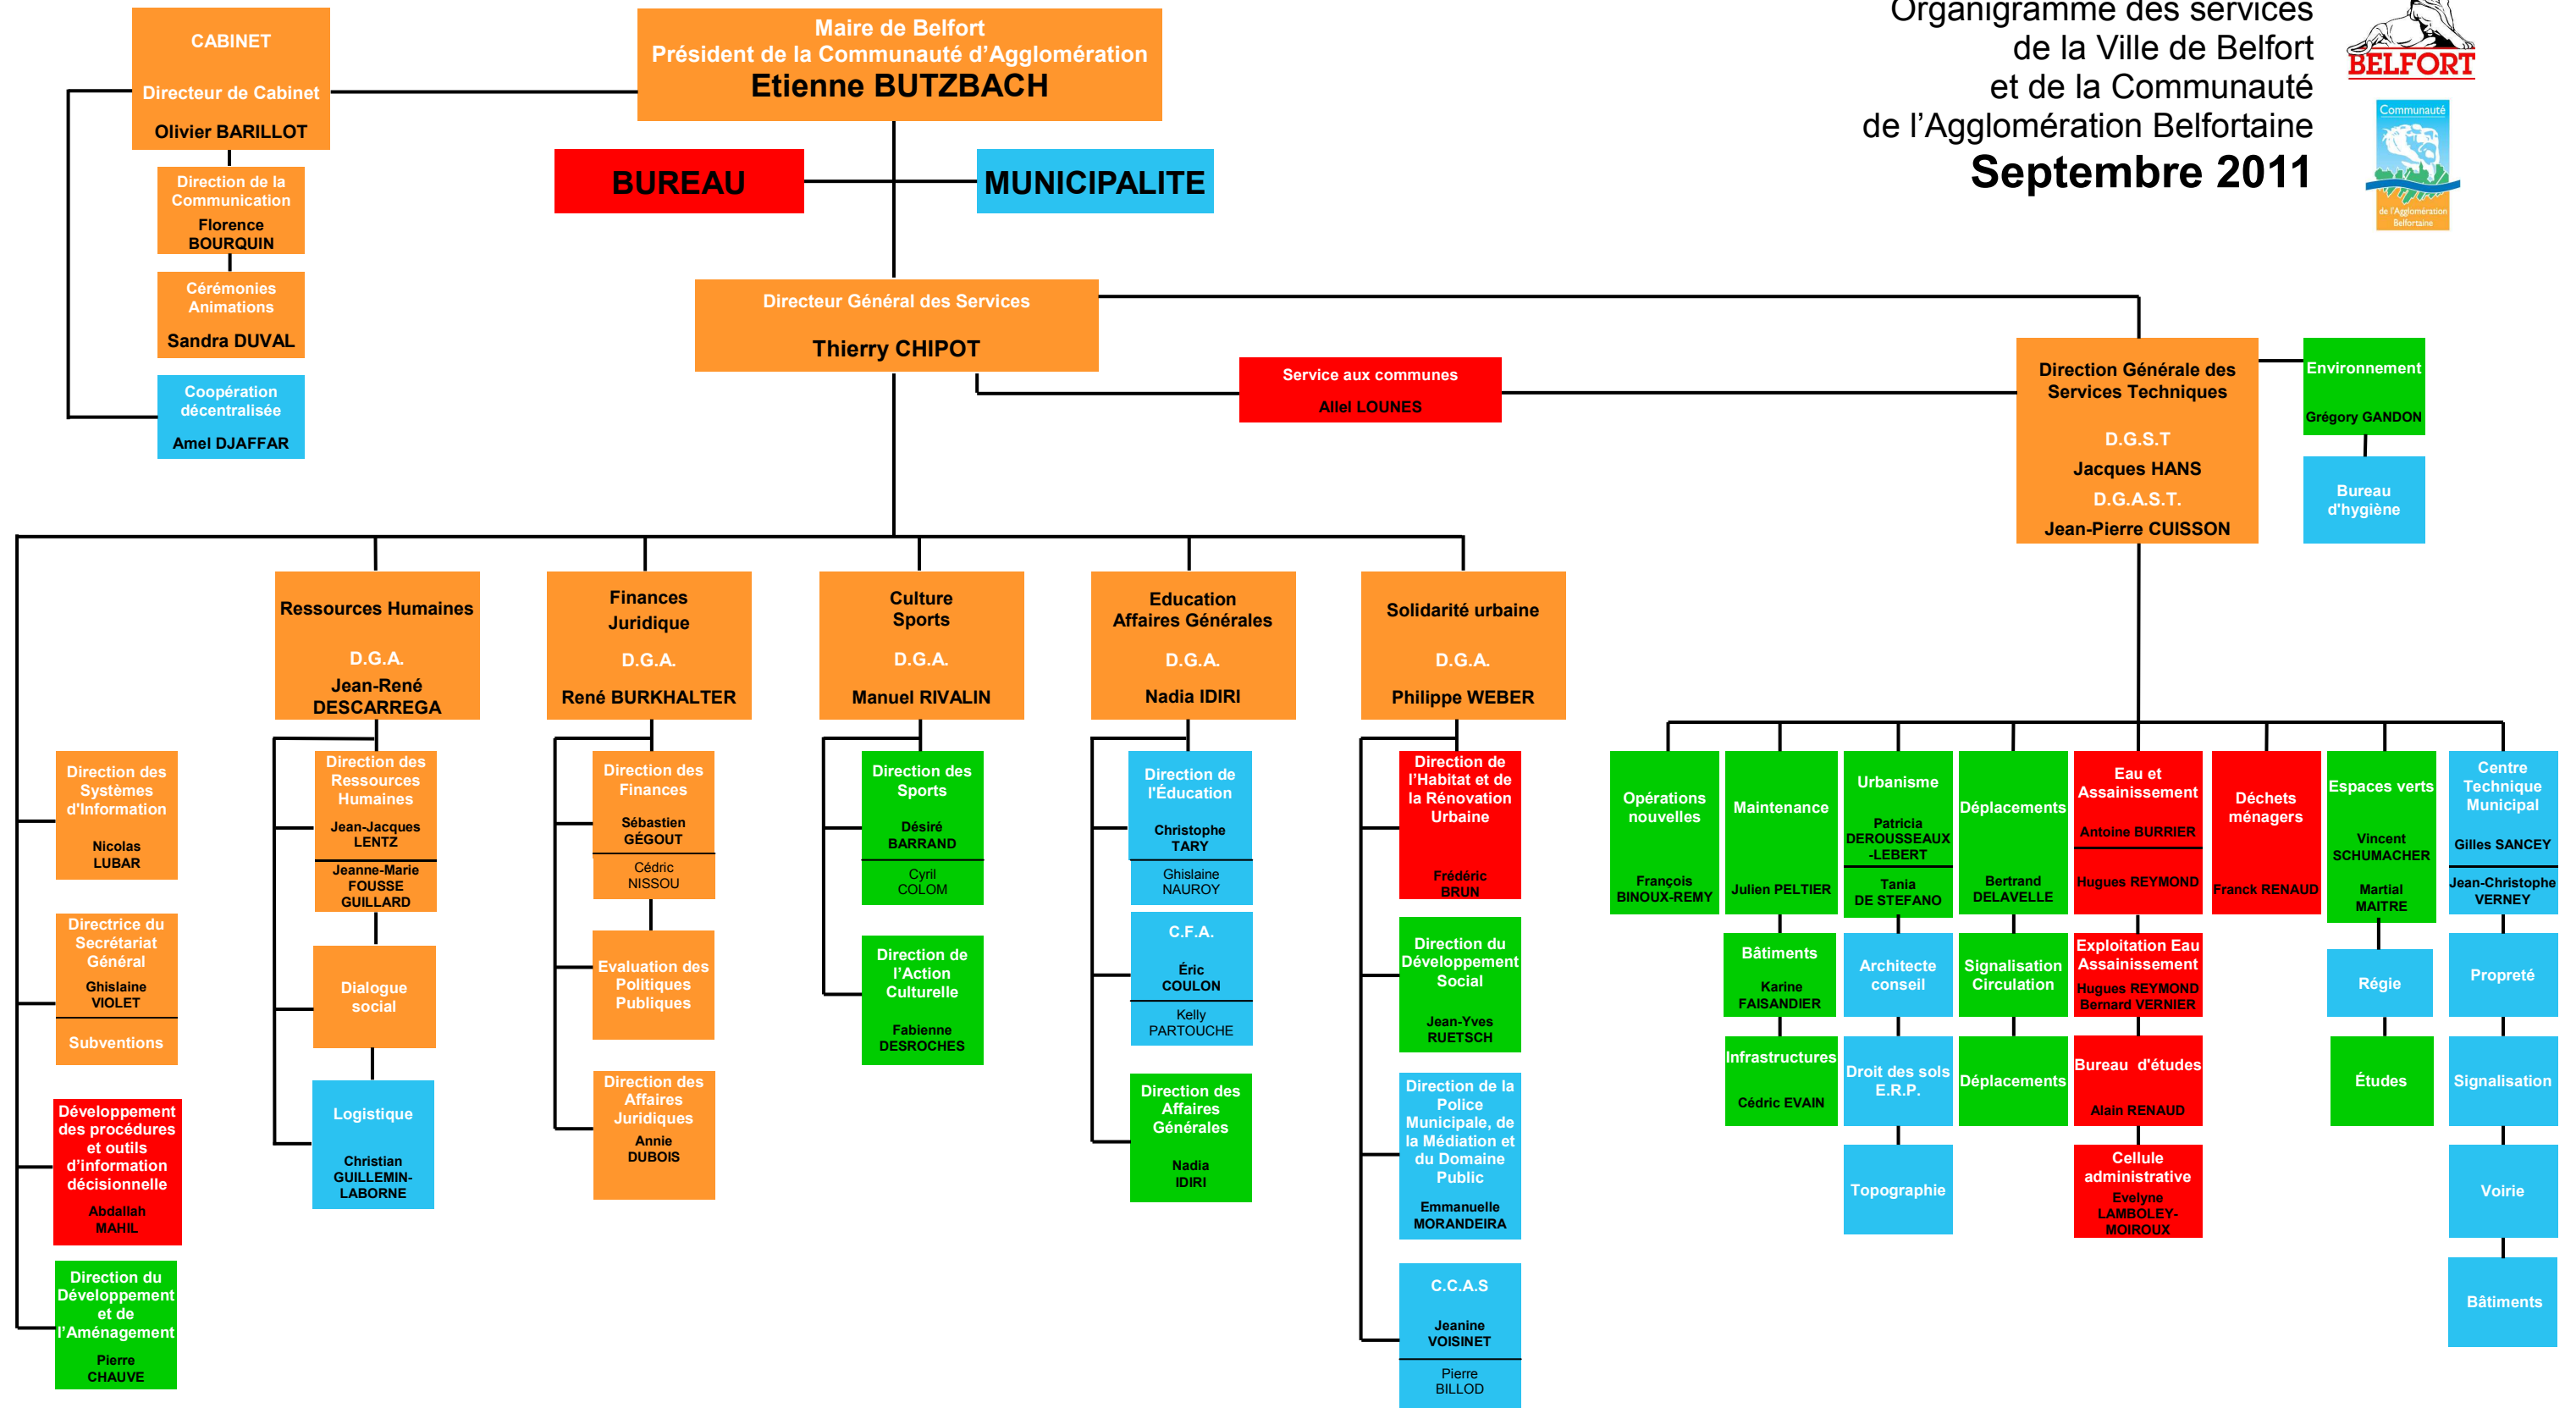 Organigramme des services
de la Ville de Belfort
et de la Communauté
de l'Agglomération Belfortaine
Septembre 2011
BELFORT
Communauté
de l'Agglomération
Belfortaine
CABINET
Directeur de Cabinet
Olivier BARILLOT
Maire de Belfort
Président de la Communauté d'Agglomération
Etienne BUTZBACH
BUREAU
MUNICIPALITE
Direction de la
Communication
Florence
BOURQUIN
Cérémonies
Animations
Sandra DUVAL
Coopération
décentralisée
Amel DJAFFAR
Directeur Général des Services
Thierry CHIPOT
Service aux communes
Allel LOUNES
Direction Générale des
Services Techniques
D.G.S.T
Jacques HANS
D.G.A.S.T.
Jean-Pierre CUISSON
Environnement
Grégory GANDON
Bureau
d'hygiène
Ressources Humaines
D.G.A.
Jean-René
DESCARREGA
Finances
Juridique
D.G.A.
René BURKHALTER
Culture
Sports
D.G.A.
Manuel RIVALIN
Education
Affaires Générales
D.G.A.
Nadia IDIRI
Solidarité urbaine
D.G.A.
Philippe WEBER
Direction des
Systèmes
d'Information
Nicolas
LUBAR
Directrice du
Secrétariat
Général
Ghislaine
VIOLET
Subventions
Développement
des procédures
et outils
d'information
décisionnelle
Abdallah
MAHIL
Direction du
Développement
et de
l'Aménagement
Pierre
CHAUVE
Direction des
Ressources
Humaines
Jean-Jacques
LENTZ
Jeanne-Marie
FOUSSE
GUILLARD
Dialogue
social
Logistique
Christian
GUILLEMIN-
LABORNE
Direction des
Finances
Sébastien
GÉGOUT
Cédric
NISSOU
Evaluation des
Politiques
Publiques
Direction des
Affaires
Juridiques
Annie
DUBOIS
Direction des
Sports
Désiré
BARRAND
Cyril
COLOM
Direction de
l'Action
Culturelle
Fabienne
DESROCHES
Direction de
l'Éducation
Christophe
TARY
Ghislaine
NAUROY
C.F.A.
Éric
COULON
Kelly
PARTOUCHE
Direction des
Affaires
Générales
Nadia
IDIRI
Direction de
l'Habitat et de
la Rénovation
Urbaine
Frédéric
BRUN
Direction du
Développement
Social
Jean-Yves
RUETSCH
Direction de la
Police
Municipale, de
la Médiation et
du Domaine
Public
Emmanuelle
MORANDEIRA
C.C.A.S
Jeanine
VOISINET
Pierre
BILLOD
Opérations
nouvelles
François
BINOUX-REMY
Maintenance
Julien PELTIER
Bâtiments
Karine
FAISANDIER
Infrastructures
Cédric EVAIN
Urbanisme
Patricia
DEROUSSEAUX
-LEBERT
Tania
DE STEFANO
Architecte
conseil
Droit des sols
E.R.P.
Topographie
Déplacements
Bertrand
DELAVELLE
Signalisation
Circulation
Déplacements
Eau et
Assainissement
Antoine BURRIER
Hugues REYMOND
Exploitation Eau
Assainissement
Hugues REYMOND
Bernard VERNIER
Bureau d'études
Alain RENAUD
Cellule
administrative
Evelyne
LAMBOLEY-
MOIROUX
Déchets
ménagers
Franck RENAUD
Espaces verts
Vincent
SCHUMACHER
Martial
MAITRE
Régie
Études
Centre
Technique
Municipal
Gilles SANCEY
Jean-Christophe
VERNEY
Propreté
Signalisation
Voirie
Bâtiments